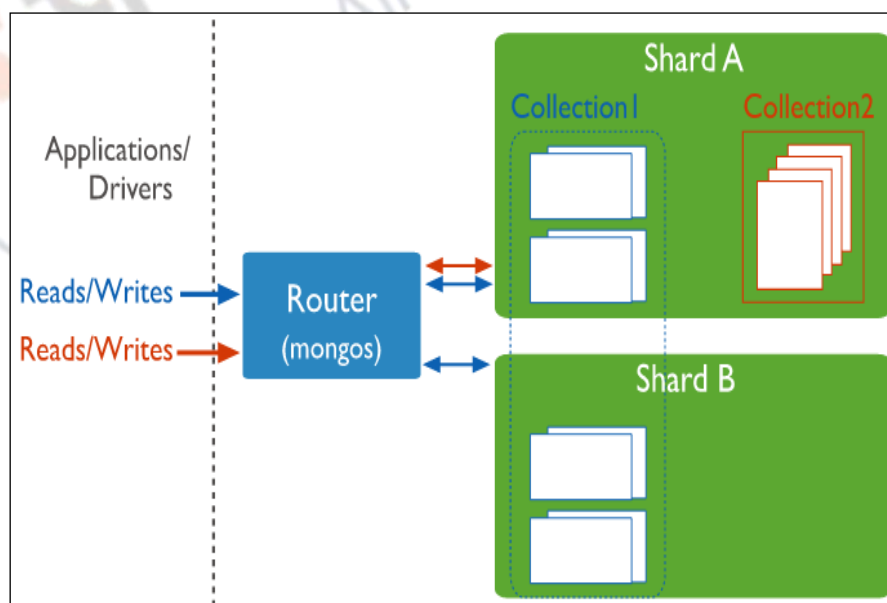 Shard A
Collection1
Collection2
Applications/
Drivers
Reads/Writes
Reads/Writes
Router
(mongos)
Shard B